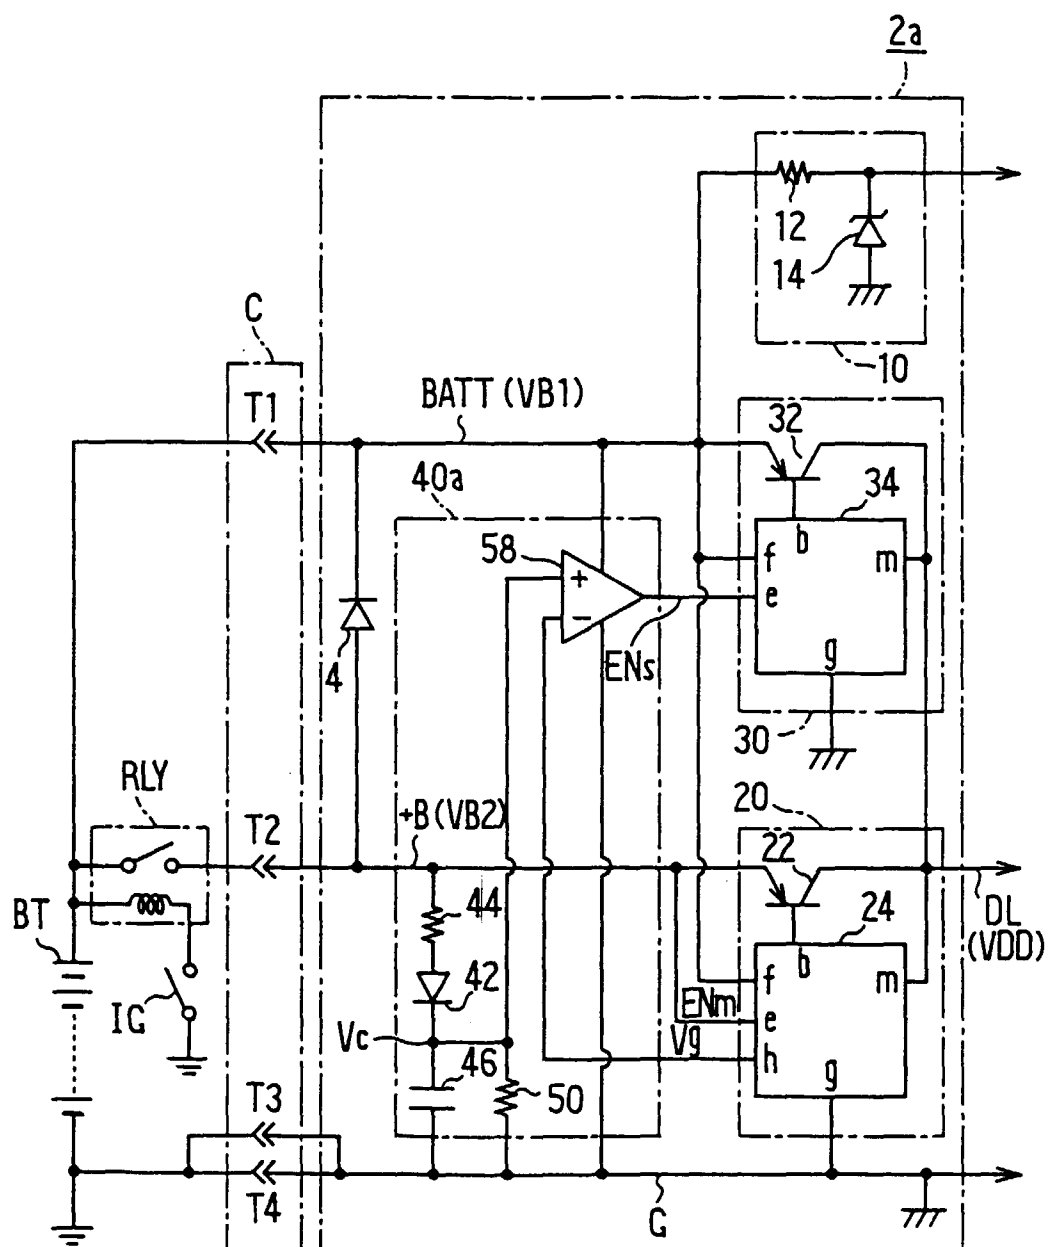 2a
12
14
10
C
T1
BATT (VB1)
32
40a
34
58
b
f
m
+
e
−
ENs
g
4
30
RLY
20
T2
+B (VB2)
22
44
24
BT
DL
(VDD)
b
42
f
m
ENm
IG
e
Vc
Vg
46
h
50
g
T3
T4
G